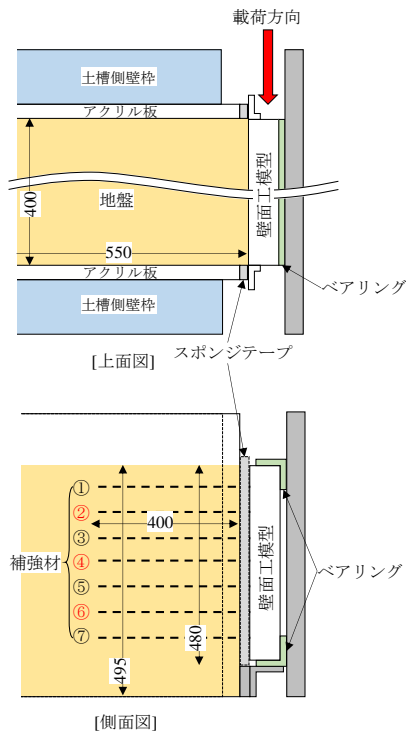 載荷方向
土槽側壁枠
アクリル板
400
地盤
壁面工模型
550
アクリル板
土槽側壁枠
ベアリング
[上面図]
スポンジテープ
①
②
400
③
補強材
④
⑤
⑥
⑦
壁面工模型
ベアリング
480
495
[側面図]